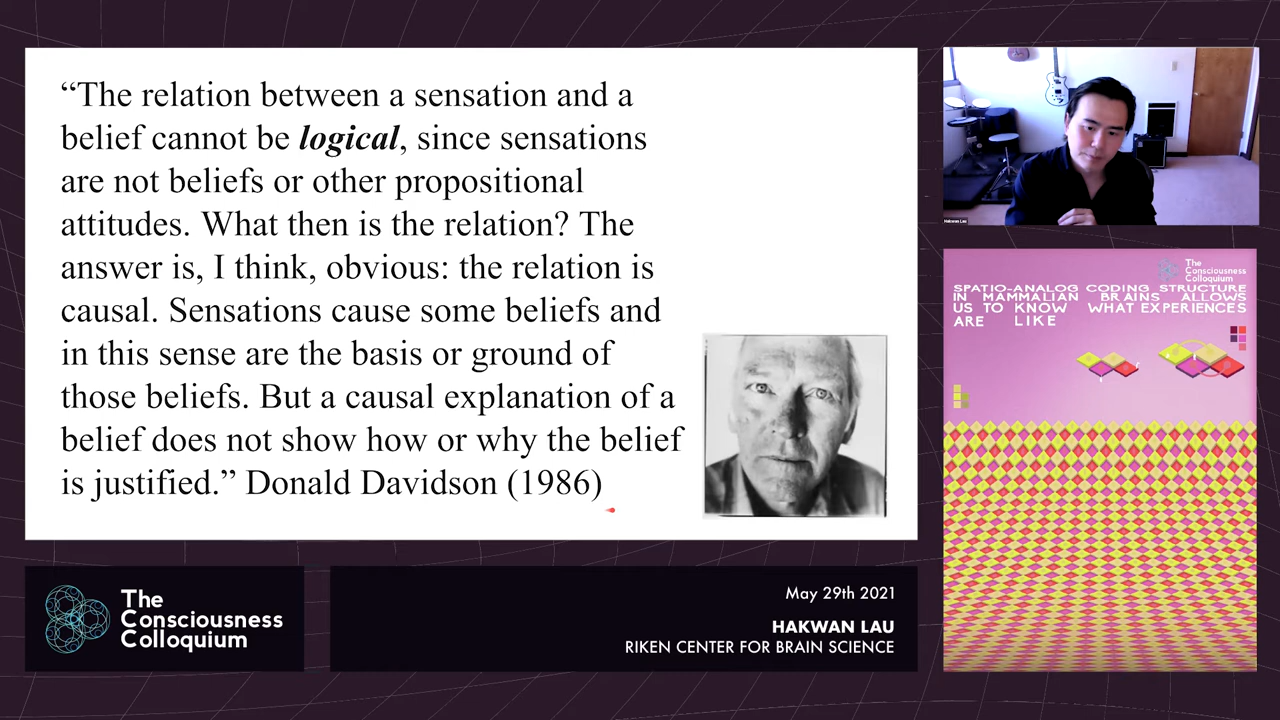 “The relation between a sensation and a
belief cannot be logical, since sensations
are not beliefs or other propositional
attitudes. What then is the relation? The
answer is, I think, obvious: the relation is
causal. Sensations cause some beliefs and
in this sense are the basis or ground of
those beliefs. But a causal explanation of a
belief does not show how or why the belief
is justified.” Donald Davidson (1986)
Hakwan Lau
The
Consciousness
Colloquium
SPATIO-ANALOG CODING STRUCTURE
IN MAMMALIAN BRAINS ALLOWS
US TO KNOW WHAT EXPERIENCES
ARE LIKE
The
Consciousness
Colloquium
May 29th 2021
HAKWAN LAU
RIKEN CENTER FOR BRAIN SCIENCE